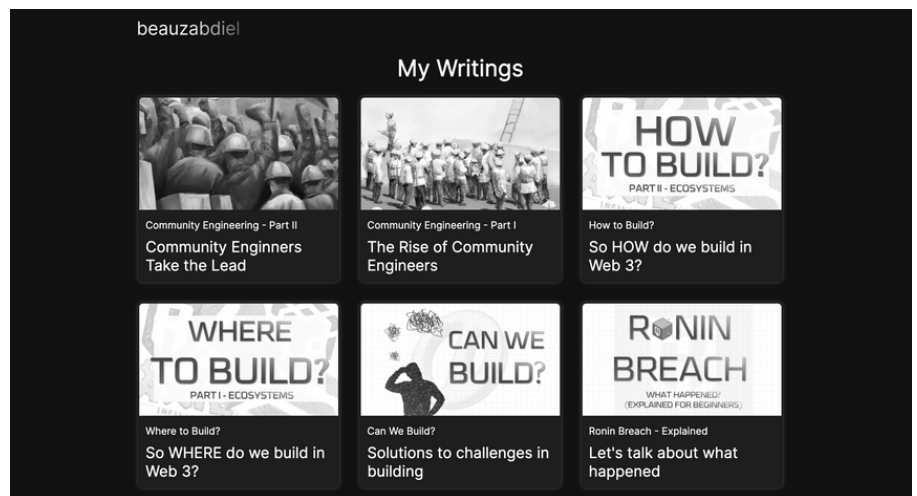 beauzabdiel
My Writings
HOW
TO BUILD?
PART II - ECOSYSTEMS
Community Engineering - Part II
Community Enginners
Take the Lead
Community Engineering - Part I
The Rise of Community
Engineers
How to Build?
So HOW do we build in
Web 3?
WHERE
TO BUILD?
PART I - ECOSYSTEMS
CAN WE
BUILD?
RONIN
BREACH
WHAT HAPPENED?
(EXPLAINED FOR BEGINNERS)
Where to Build?
So WHERE do we build in
Web 3?
Can We Build?
Solutions to challenges in
building
Ronin Breach - Explained
Let's talk about what
happened